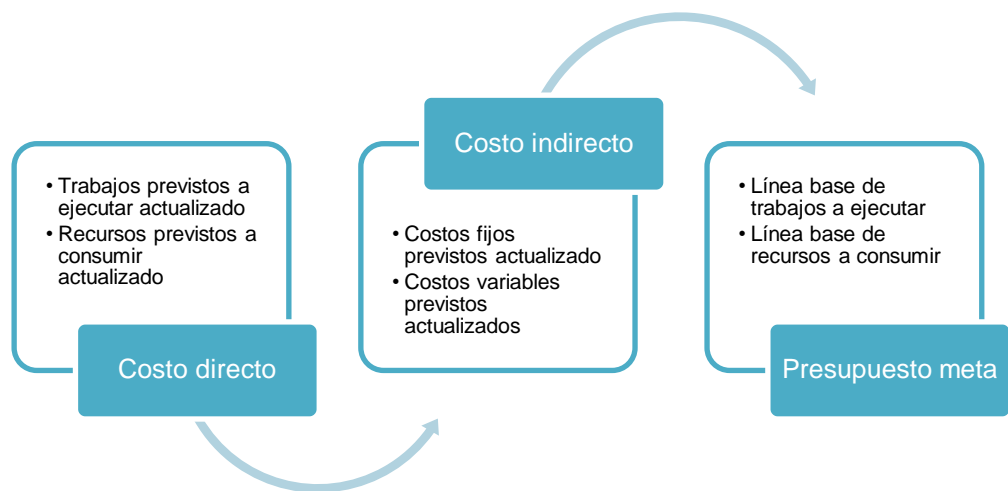 • Trabajos previstos a
ejecutar actualizado
• Recursos previstos a
consumir
actualizado
Costo directo
Costo indirecto
• Costos fijos
previstos actualizado
• Costos variables
previstos
actualizados
• Línea base de
trabajos a ejecutar
• Línea base de
recursos a consumir
Presupuesto meta